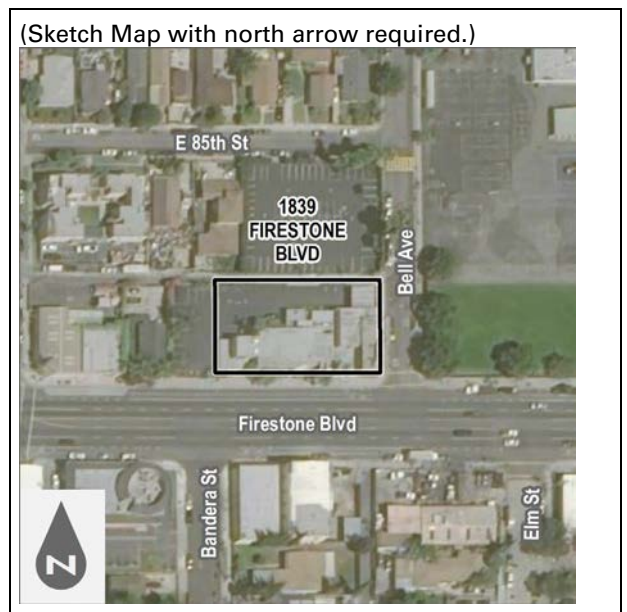 (Sketch Map with north arrow required.)
E 85th St
1839
FIRESTONE
BLVD
Bell Ave
Firestone Blvd
Bandera St
Elm St
N